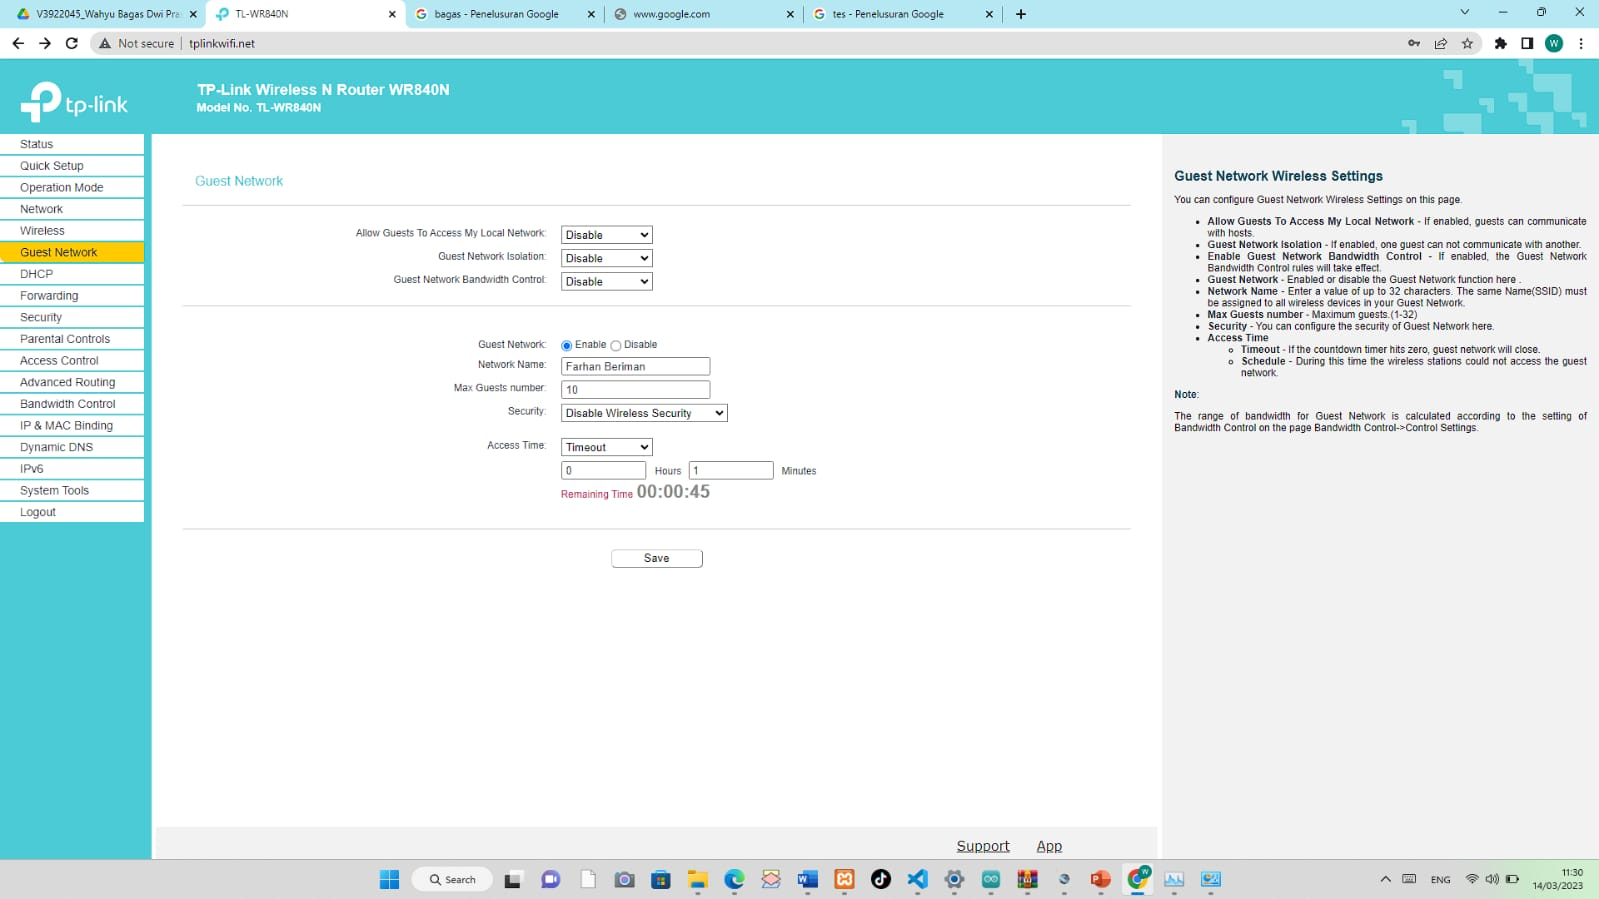 V3922045_Wahyu Bagas Dwi Pra
TL-WR840N
bagas - Penelusuran Google
www.google.com
tes - Penelusuran Google
Not secure
tplinkwifi.net
W
tp-link
TP-Link Wireless N Router WR840N
Model No. TL-WR840N
Status
Quick Setup
Operation Mode
Network
Wireless
Guest Network
DHCP
Forwarding
Security
Parental Controls
Access Control
Advanced Routing
Bandwidth Control
IP & MAC Binding
Dynamic DNS
IPv6
System Tools
Logout
Guest Network
Allow Guests To Access My Local Network: Disable
Guest Network Isolation: Disable
Guest Network Bandwidth Control: Disable
Guest Network: Enable Disable
Network Name: Farhan Beriman
Max Guests number: 10
Security: Disable Wireless Security
Access Time: Timeout
0 Hours 1 Minutes
Remaining Time 00:00:45
Save
Guest Network Wireless Settings
You can configure Guest Network Wireless Settings on this page.
• Allow Guests To Access My Local Network - If enabled, guests can communicate
with hosts.
• Guest Network Isolation - If enabled, one guest can not communicate with another.
• Enable Guest Network Bandwidth Control - If enabled, the Guest Network
Bandwidth Control rules will take effect.
• Guest Network - Enabled or disable the Guest Network function here .
• Network Name - Enter a value of up to 32 characters. The same Name(SSID) must
be assigned to all wireless devices in your Guest Network.
• Max Guests number - Maximum guests.(1-32)
• Security - You can configure the security of Guest Network here.
• Access Time
○ Timeout - If the countdown timer hits zero, guest network will close.
○ Schedule - During this time the wireless stations could not access the guest
network.
Note:
The range of bandwidth for Guest Network is calculated according to the setting of
Bandwidth Control on the page Bandwidth Control->Control Settings.
Support App
Search
ENG
11:30
14/03/2023